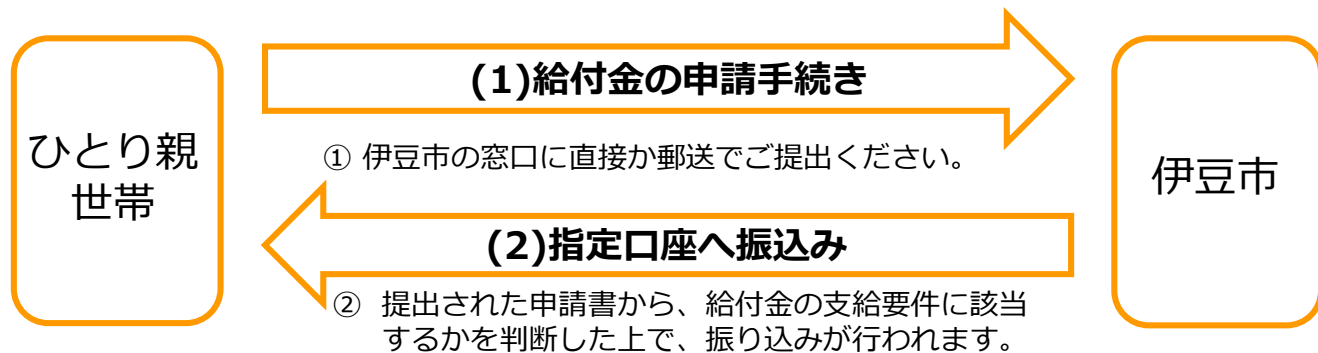 ひとり親
世帯
(1)給付金の申請手続き
① 伊豆市の窓口に直接か郵送でご提出ください。
(2)指定口座へ振込み
② 提出された申請書から、給付金の支給要件に該当
するかを判断した上で、振り込みが行われます。
伊豆市